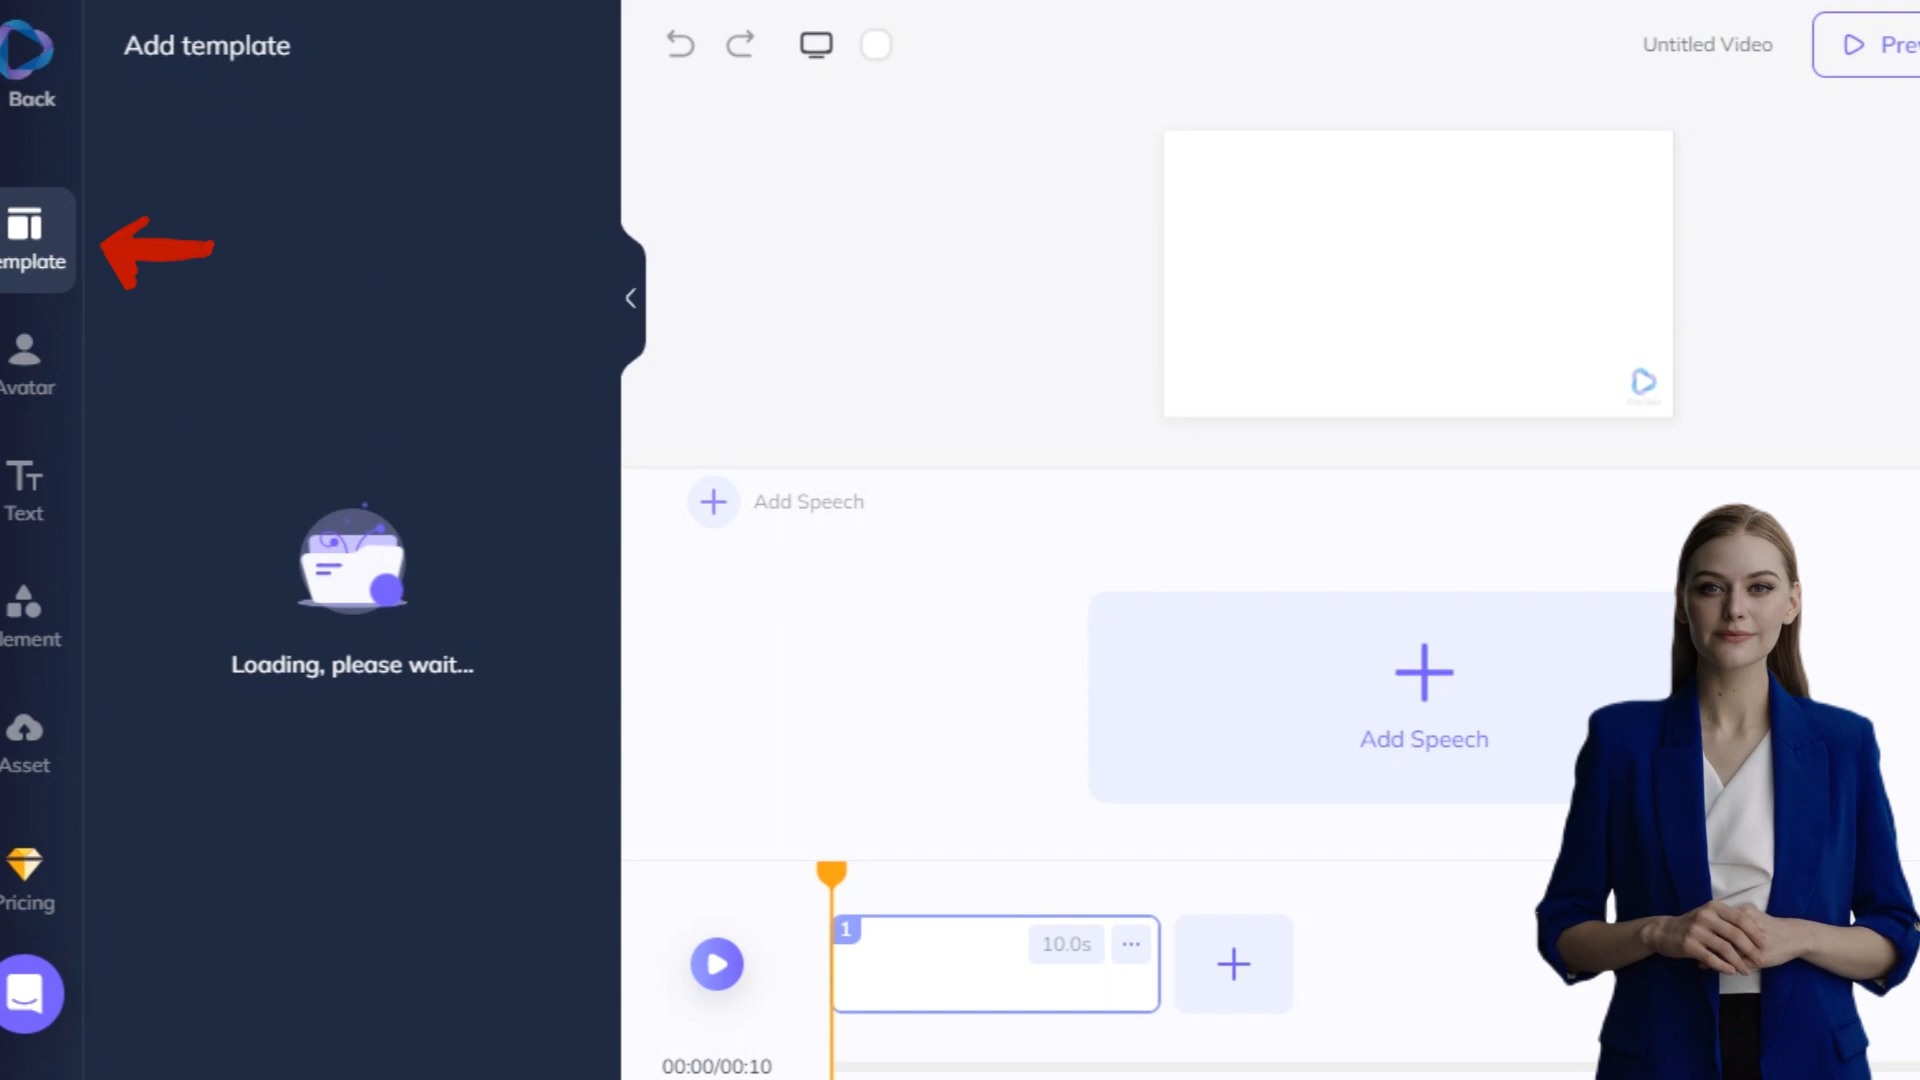 Add template
Back
Untitled Video
Prev
emplate
Avatar
Add Speech
Text
lement
Loading, please wait...
Add Speech
Asset
Pricing
1
10.0s
00:00/00:10